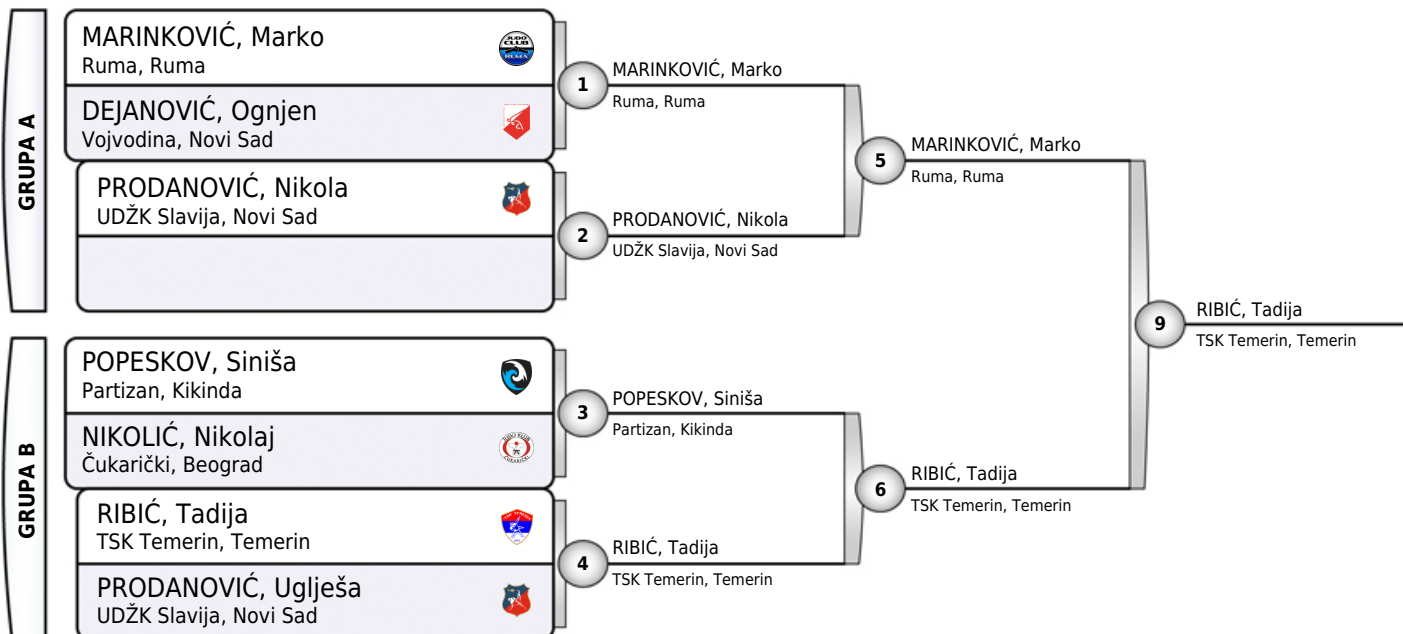 GRUPA A
MARINKOVIĆ, Marko
Ruma, Ruma
DEJANOVIĆ, Ognjen
Vojvodina, Novi Sad
PRODANOVIĆ, Nikola
UDŽK Slavija, Novi Sad
1
MARINKOVIĆ, Marko
Ruma, Ruma
2
PRODANOVIĆ, Nikola
UDŽK Slavija, Novi Sad
5
MARINKOVIĆ, Marko
Ruma, Ruma
GRUPA B
POPESKOV, Siniša
Partizan, Kikinda
NIKOLIĆ, Nikolaj
Čukarički, Beograd
RIBIĆ, Tadija
TSK Temerin, Temerin
PRODANOVIĆ, Uglješa
UDŽK Slavija, Novi Sad
3
POPESKOV, Siniša
Partizan, Kikinda
4
RIBIĆ, Tadija
TSK Temerin, Temerin
6
RIBIĆ, Tadija
TSK Temerin, Temerin
9
RIBIĆ, Tadija
TSK Temerin, Temerin
JUDO
CLUB
RUMA